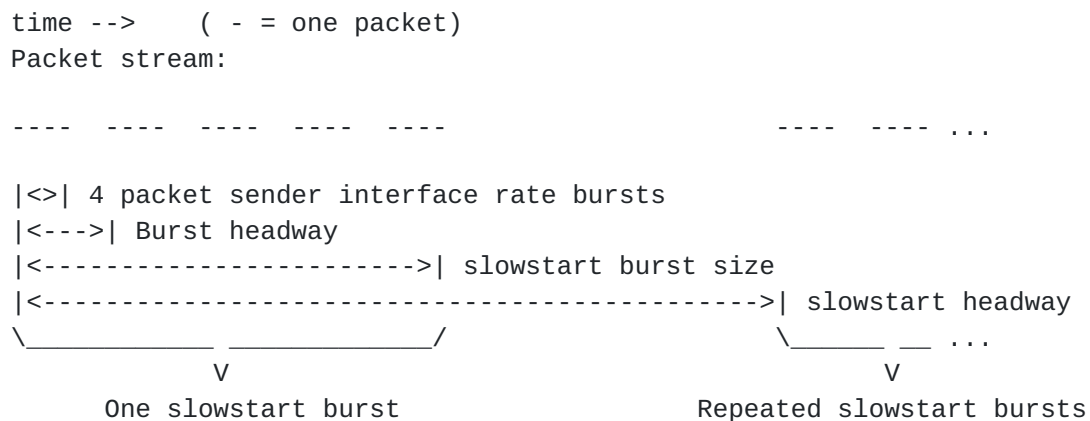 time -->    ( - = one packet)
Packet stream:
----  ----  ----  ----  ----                     ----  ---- ...
|<>| 4 packet sender interface rate bursts
|<--->| Burst headway
|<------------------------>| slowstart burst size
|<---------------------------------------------->| slowstart headway
\____________ _____________/                     \______ __ ...
             V                                          V
      One slowstart burst                   Repeated slowstart bursts